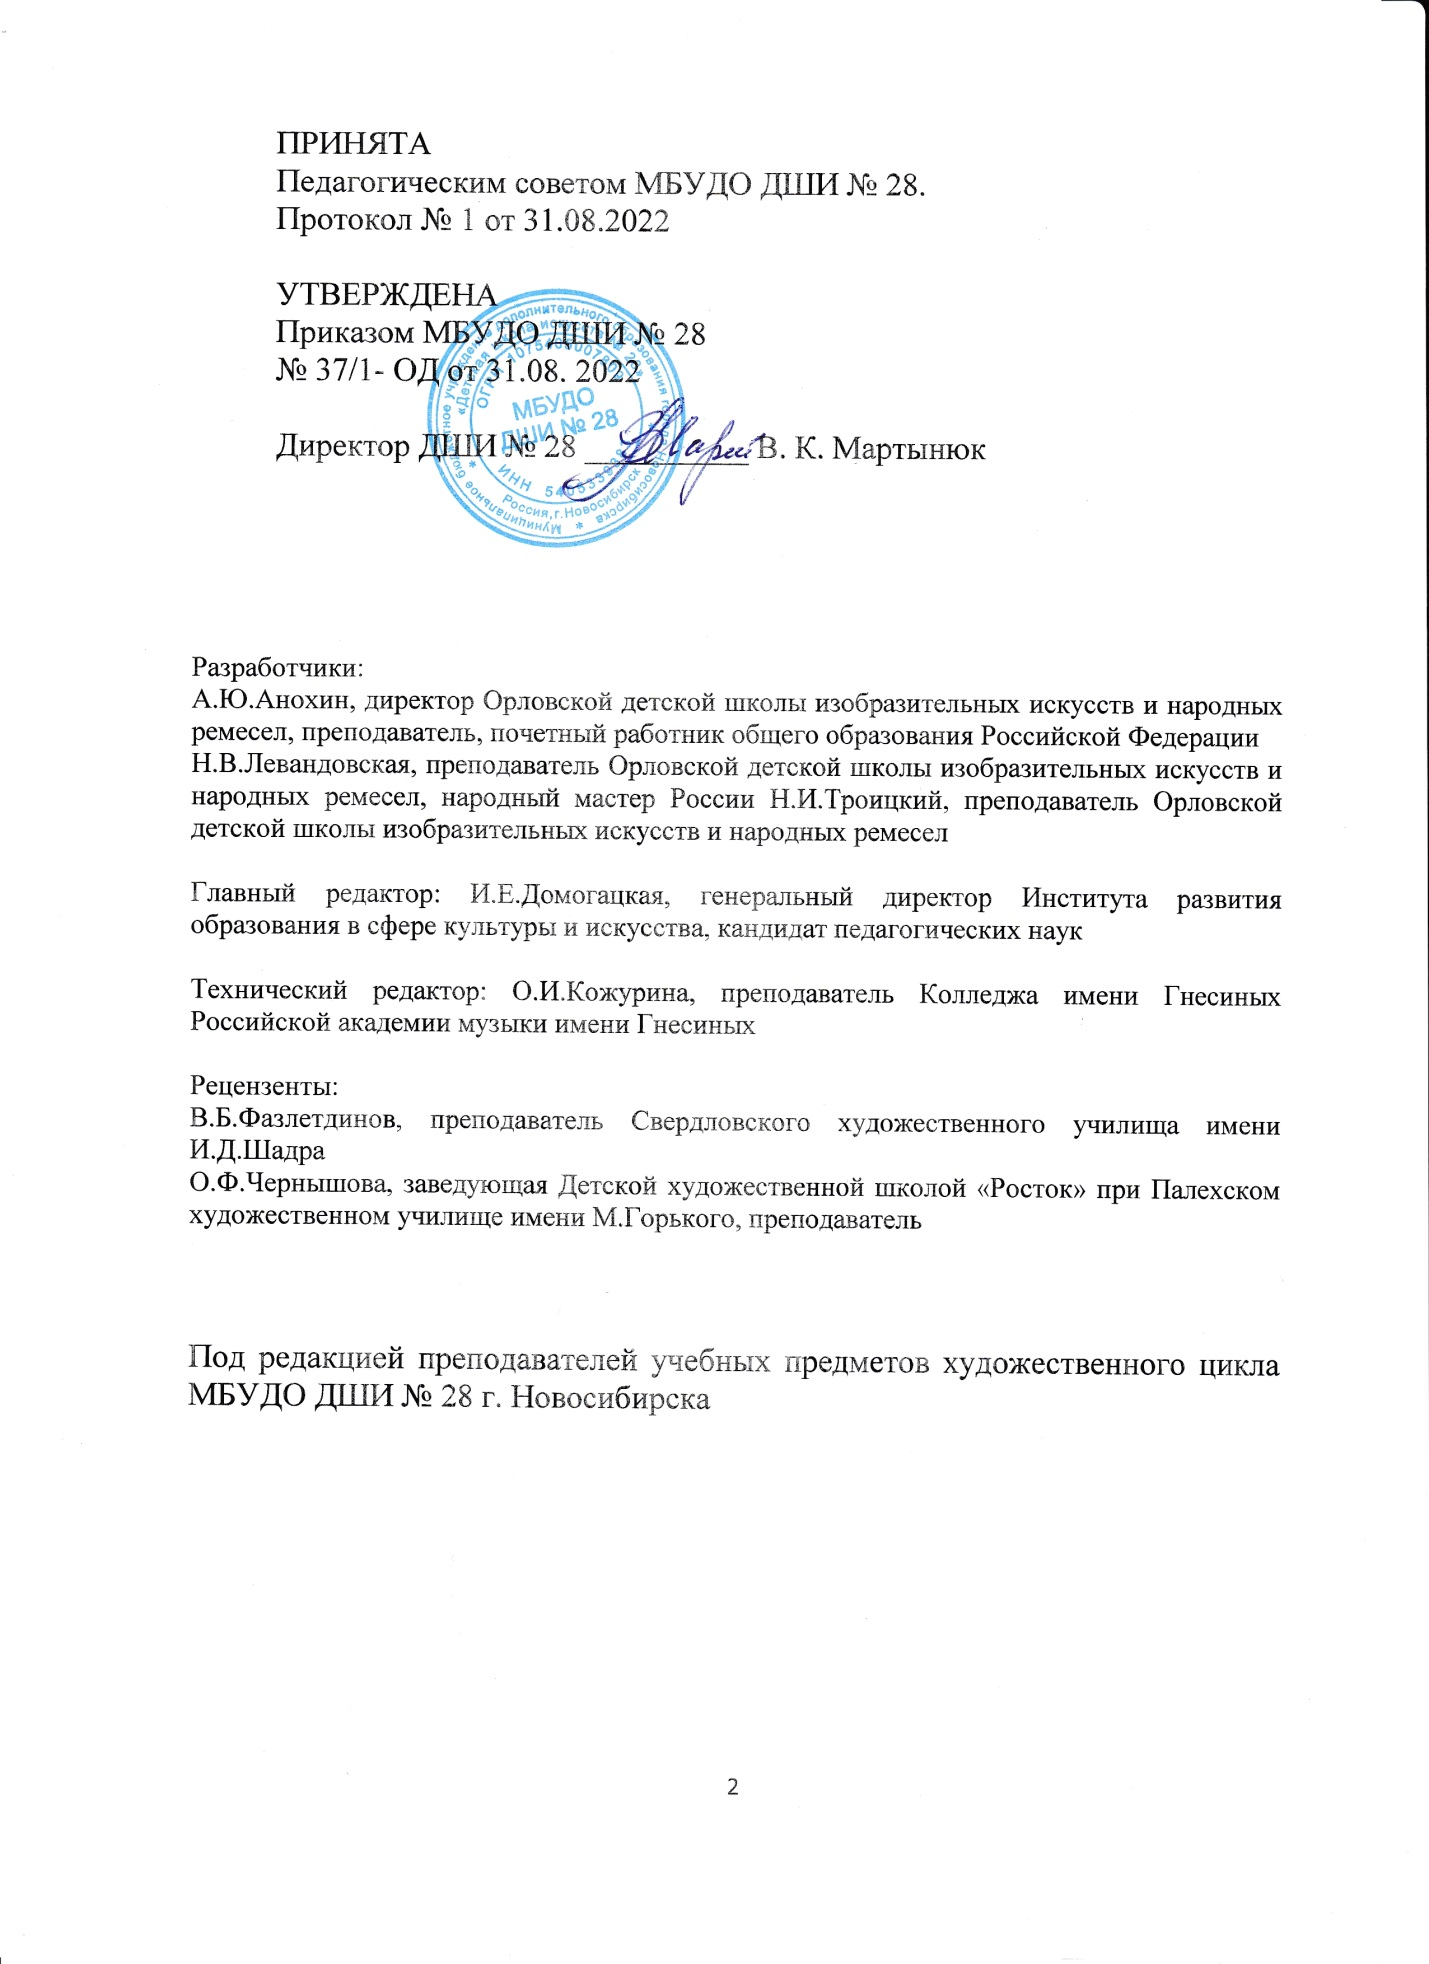 ПРИНЯТА
Педагогическим советом МБУДО ДШИ № 28.
Протокол № 1 от 31.08.2022
УТВЕРЖДЕНА
Приказом МБУДО ДШИ № 28
№ 37/1- ОД от 31.08. 2022
Директор ДШИ № 28 __________ В. К. Мартынюк
МБУДО
ДШИ № 28
ИНН
Россия, г.Новосибирск
Разработчики:
А.Ю.Анохин, директор Орловской детской школы изобразительных искусств и народных
ремесел, преподаватель, почетный работник общего образования Российской Федерации
Н.В.Левандовская, преподаватель Орловской детской школы изобразительных искусств и
народных ремесел, народный мастер России Н.И.Троицкий, преподаватель Орловской
детской школы изобразительных искусств и народных ремесел
Главный редактор: И.Е.Домогацкая, генеральный директор Института развития
образования в сфере культуры и искусства, кандидат педагогических наук
Технический редактор: О.И.Кожурина, преподаватель Колледжа имени Гнесиных
Российской академии музыки имени Гнесиных
Рецензенты:
В.Б.Фазлетдинов, преподаватель Свердловского художественного училища имени
И.Д.Шадра
О.Ф.Чернышова, заведующая Детской художественной школой «Росток» при Палехском
художественном училище имени М.Горького, преподаватель
Под редакцией преподавателей учебных предметов художественного цикла
МБУДО ДШИ № 28 г. Новосибирска
2